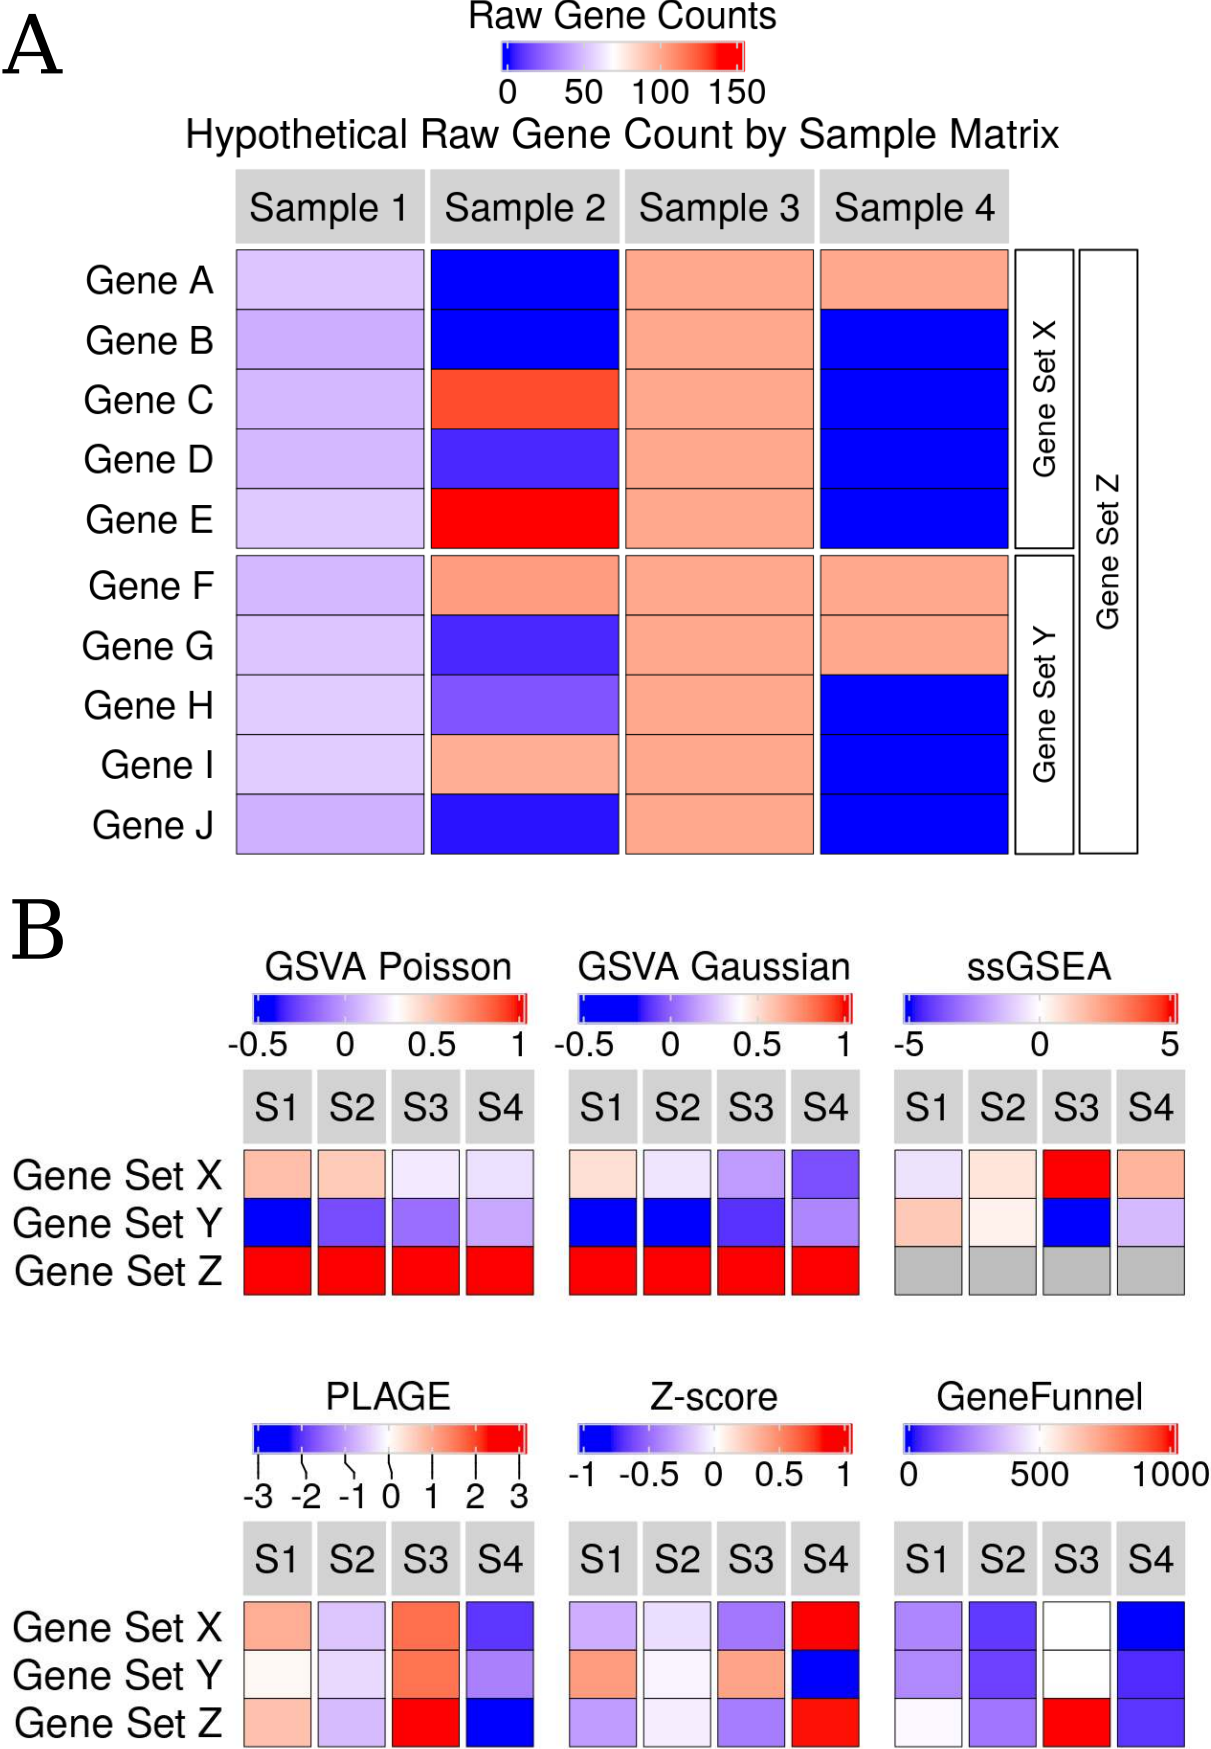 A
Raw Gene Counts
0 50 100 150
Hypothetical Raw Gene Count by Sample Matrix
Sample 1 Sample 2 Sample 3 Sample 4
Gene A
Gene B
Gene C
Gene D
Gene E
Gene F
Gene G
Gene H
Gene I
Gene J
Gene Set X
Gene Set Y
Gene Set Z
B
GSVA Poisson GSVA Gaussian ssGSEA
-0.5 0 0.5 1 -0.5 0 0.5 1 -5 0 5
S1 S2 S3 S4 S1 S2 S3 S4 S1 S2 S3 S4
Gene Set X
Gene Set Y
Gene Set Z
PLAGE Z-score GeneFunnel
-3 -2 -1 0 1 2 3 -1 -0.5 0 0.5 1 0 500 1000
S1 S2 S3 S4 S1 S2 S3 S4 S1 S2 S3 S4
Gene Set X
Gene Set Y
Gene Set Z